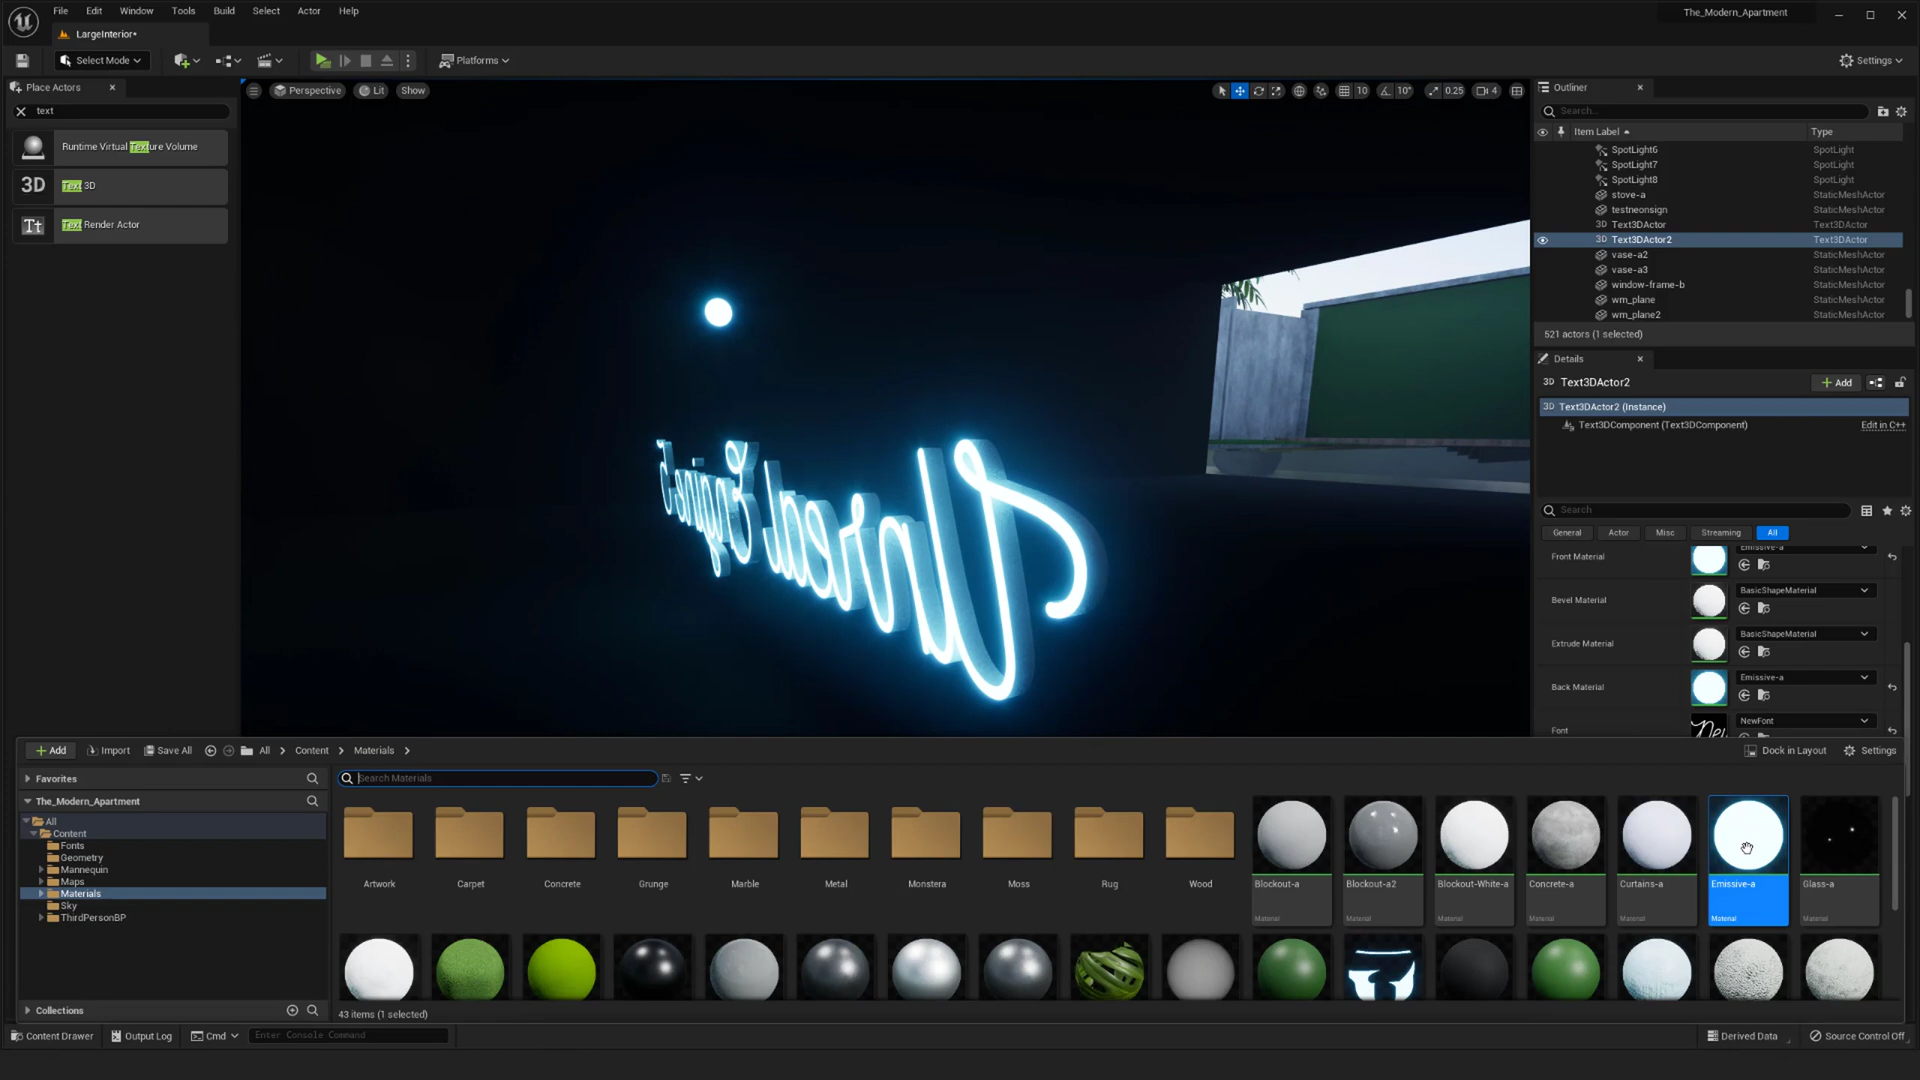 File Edit Window Tools Build Select Actor Help
The_Modern_Apartment
LargeInterior•
Select Mode
Platforms
Settings
Place Actors
text
Runtime Virtual Texture Volume
3D Text 3D
Tt Text Render Actor
Perspective Lit Show
10 10° 0.25 4
Unreal Engine5
Outliner
Search...
Item Label Type
SpotLight6 SpotLight
SpotLight7 SpotLight
SpotLight8 SpotLight
stove-a StaticMeshActor
testneonsign StaticMeshActor
3D Text3DActor Text3DActor
3D Text3DActor2 Text3DActor
vase-a2 StaticMeshActor
vase-a3 StaticMeshActor
window-frame-b StaticMeshActor
wm_plane StaticMeshActor
wm_plane2 StaticMeshActor
521 actors (1 selected)
Details
3D Text3DActor2
+ Add
3D Text3DActor2 (Instance)
Text3DComponent (Text3DComponent) Edit in C++
Search
General Actor Misc Streaming All
Front Material Emissive-a
Bevel Material BasicShapeMaterial
Extrude Material BasicShapeMaterial
Back Material Emissive-a
Font NewFont
+ Add Import Save All All > Content > Materials >
Dock in Layout Settings
Favorites
Search Materials
The_Modern_Apartment
All
Content
Fonts
Geometry
Mannequin
Maps
Materials
Sky
ThirdPersonBP
Artwork Carpet Concrete Grunge Marble Metal Monstera Moss Rug Wood
Blockout-a Blockout-a2 Blockout-White-a Concrete-a Curtains-a Emissive-a Glass-a
Material Material Material Material Material Material Material
Collections
43 items (1 selected)
Content Drawer Output Log Cmd Enter Console Command
Derived Data Source Control Off